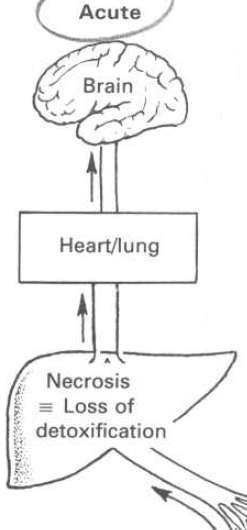 Acute
Brain
Heart/lung
Necrosis
≡ Loss of
detoxification